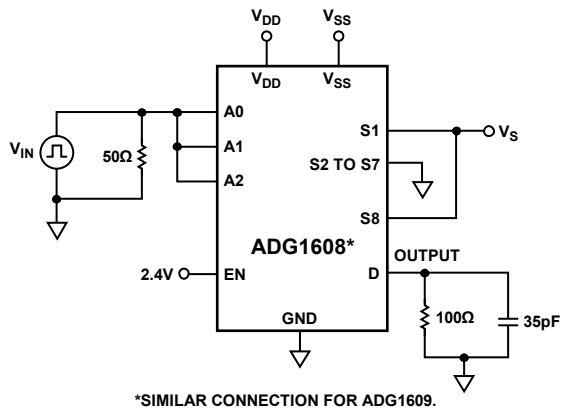 VDD
VSS
VDD
VSS
A0
A1
A2
VIN
50Ω
S1
VS
S2 TO S7
S8
ADG1608*
OUTPUT
2.4V
EN
D
100Ω
35pF
GND
*SIMILAR CONNECTION FOR ADG1609.